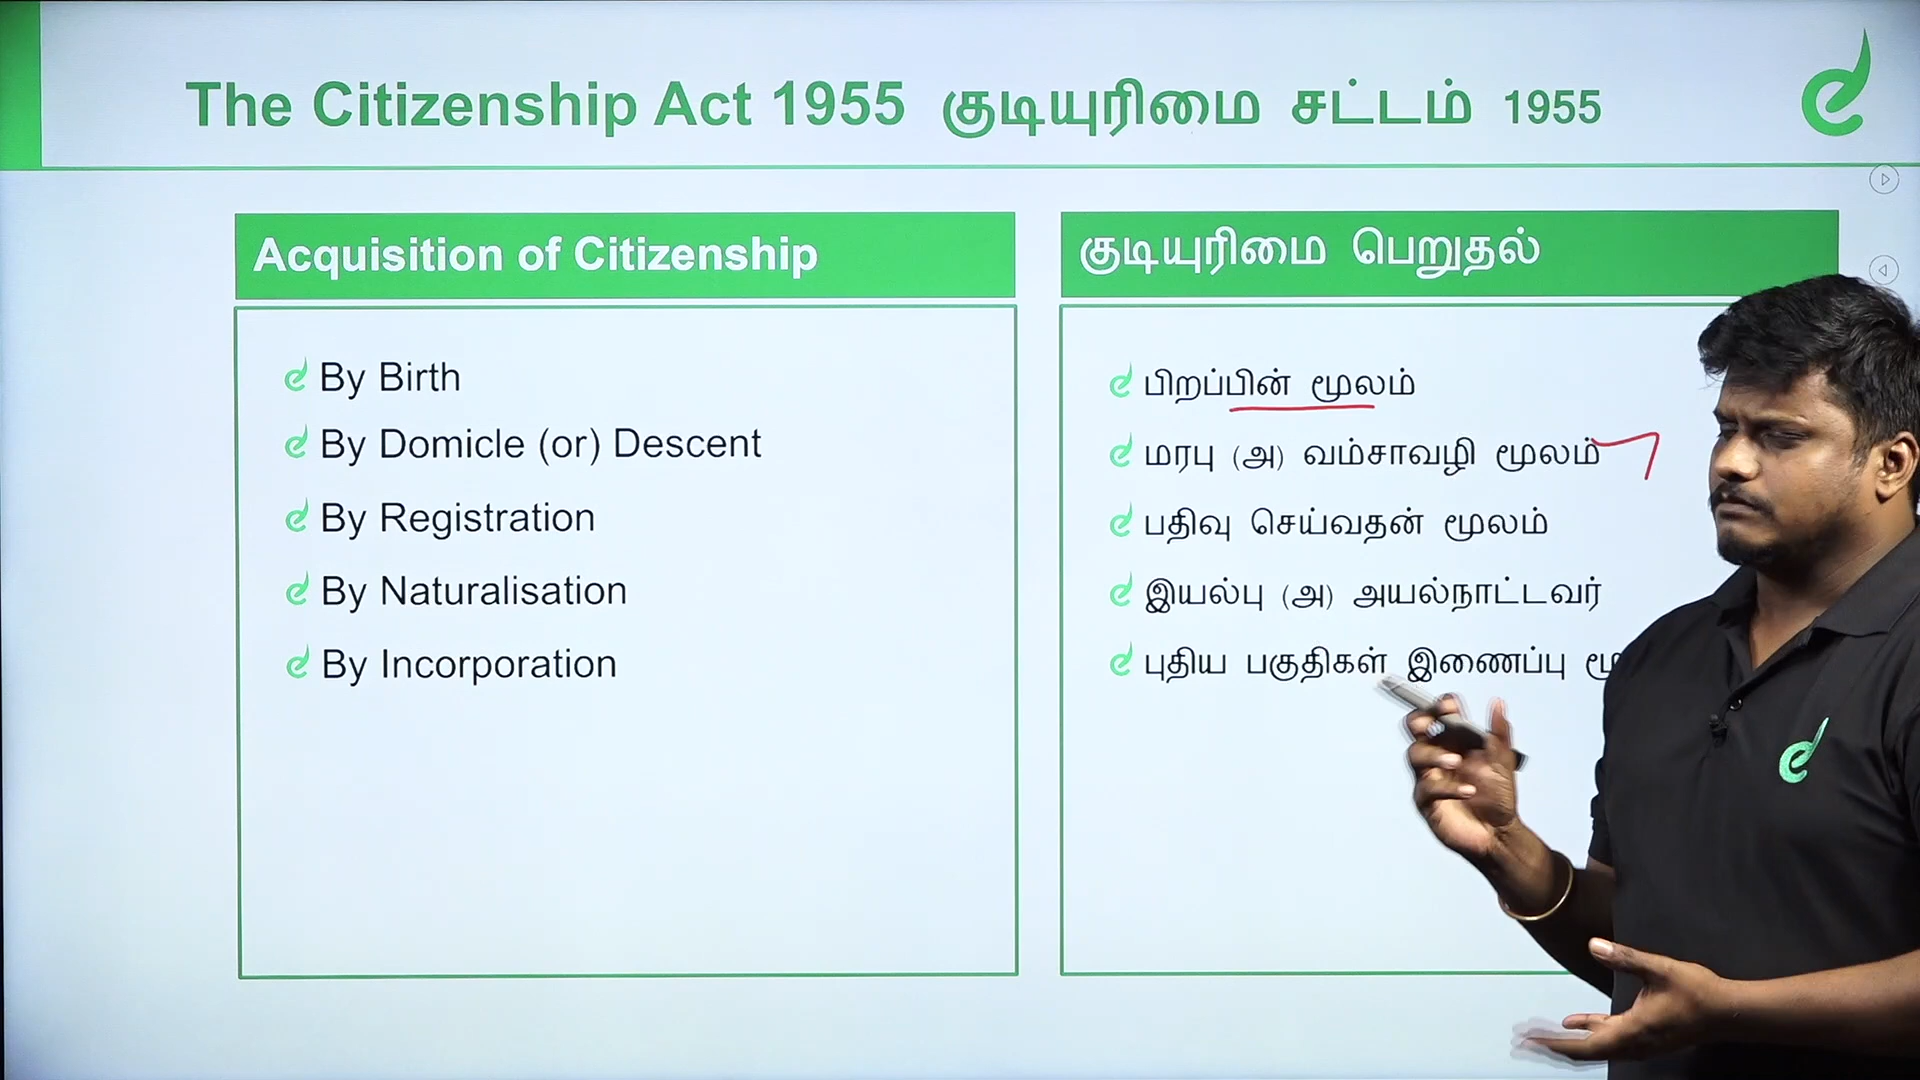 The Citizenship Act 1955 குடியுரிமை சட்டம் 1955
Acquisition of Citizenship
By Birth
By Domicle (or) Descent
By Registration
By Naturalisation
By Incorporation
குடியுரிமை பெறுதல்
பிறப்பின் மூலம்
மரபு (அ) வம்சாவழி மூலம்
பதிவு செய்வதன் மூலம்
இயல்பு (அ) அயல்நாட்டவர்
புதிய பகுதிகள் இணைப்பு